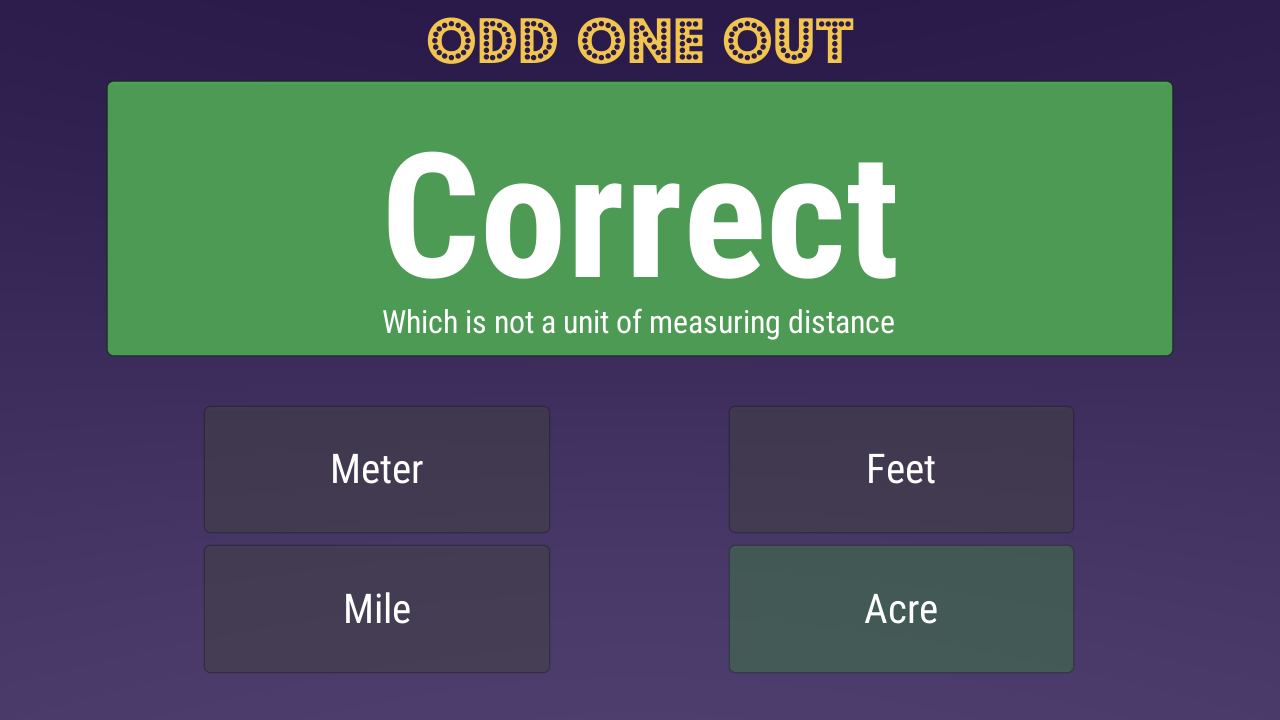 ODD ONE OUT
Correct
Which is not a unit of measuring distance
Meter
Feet
Mile
Acre